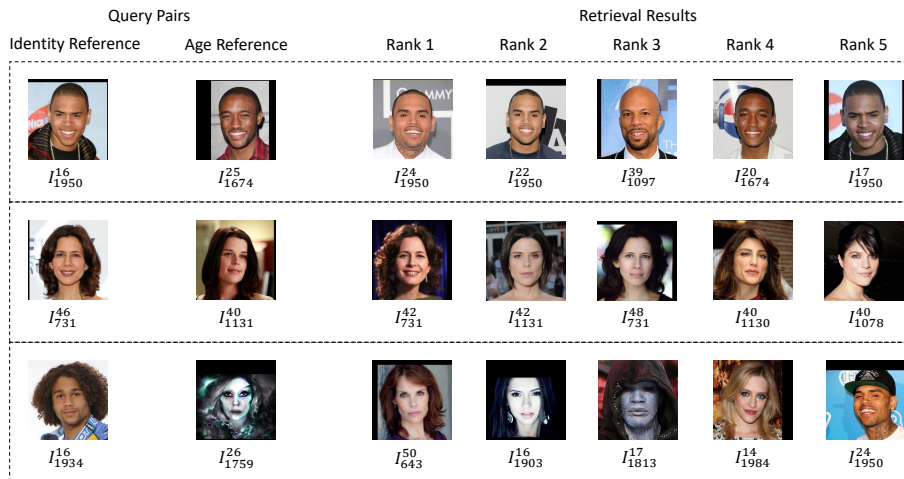 Query Pairs Retrieval Results
Identity Reference Age Reference Rank 1 Rank 2 Rank 3 Rank 4 Rank 5
I^{16}_{1950} I^{25}_{1674} I^{24}_{1950} I^{22}_{1950} I^{39}_{1097} I^{20}_{1674} I^{17}_{1950}
I^{46}_{731} I^{40}_{1131} I^{42}_{731} I^{42}_{1131} I^{48}_{731} I^{40}_{1130} I^{40}_{1078}
I^{16}_{1934} I^{26}_{1759} I^{50}_{643} I^{16}_{1903} I^{17}_{1813} I^{14}_{1984} I^{24}_{1950}